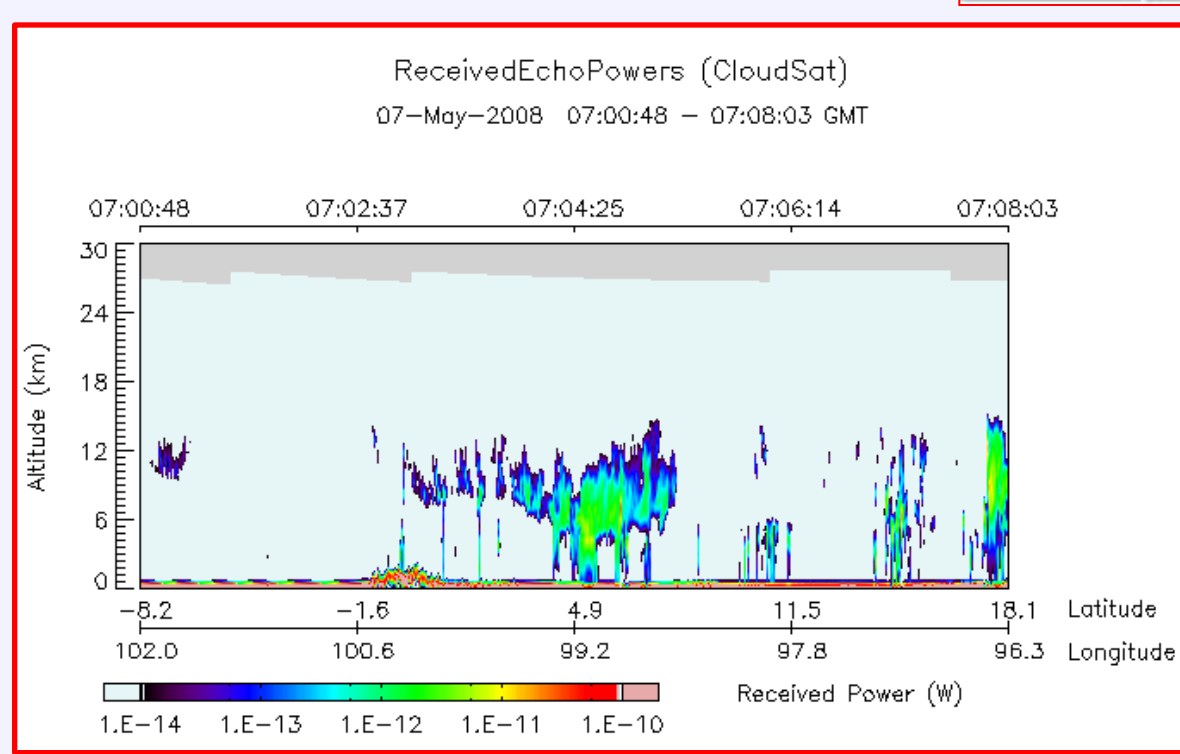 ReceivedEchoPowers (CloudSat)
07-May-2008 07:00:48 - 07:08:03 GMT
07:00:48 07:02:37 07:04:25 07:06:14 07:08:03
30
24
18
12
6
0
Altitude (km)
-8.2 -1.6 4.9 11.5 18.1 Latitude
102.0 100.6 99.2 97.8 96.3 Longitude
Received Power (W)
1.E-14 1.E-13 1.E-12 1.E-11 1.E-10